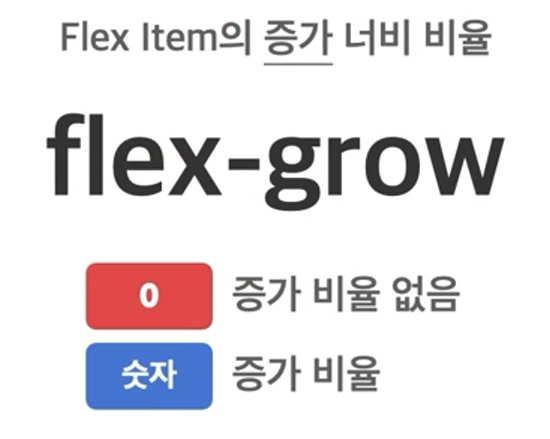 Flex Item의 증가 너비 비율
flex-grow
0 증가 비율 없음
숫자 증가 비율